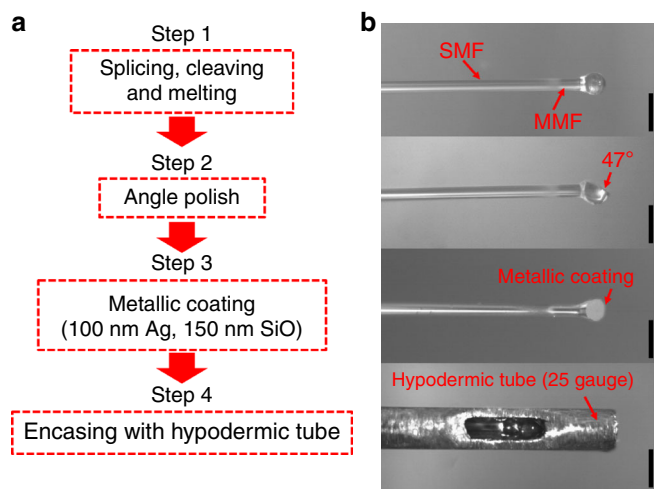 a
Step 1
Splicing, cleaving
and melting
Step 2
Angle polish
Step 3
Metallic coating
(100 nm Ag, 150 nm SiO)
Step 4
Encasing with hypodermic tube
b
SMF
MMF
47°
Metallic coating
Hypodermic tube (25 gauge)